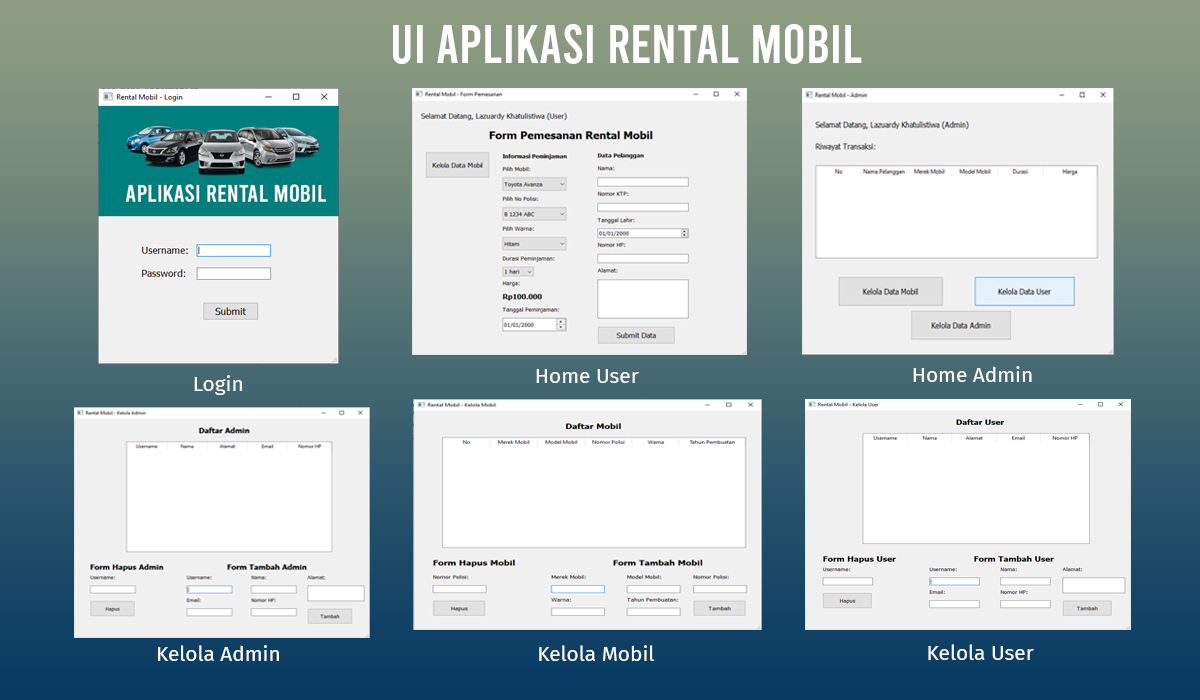 UI APLIKASI RENTAL MOBIL
Rental Mobil - Login
APLIKASI RENTAL MOBIL
Username:
Password:
Submit
Login
Rental Mobil - Form Pemesanan
Selamat Datang, Lazuardy Khatulistiwa (User)
Form Pemesanan Rental Mobil
Kelola Data Mobil
Informasi Peminjaman
Pilih Mobil:
Toyota Avanza
Pilih No Polisi:
B 1234 ABC
Pilih Warna:
Hitam
Durasi Peminjaman:
1 hari
Harga:
Rp100.000
Tanggal Peminjaman:
01/01/2000
Data Pelanggan
Nama:
Nomor KTP:
Tanggal Lahir:
01/01/2000
Nomor HP:
Alamat:
Submit Data
Home User
Rental Mobil - Admin
Selamat Datang, Lazuardy Khatulistiwa (Admin)
Riwayat Transaksi:
No Nama Pelanggan Merek Mobil Model Mobil Durasi Harga
Kelola Data Mobil Kelola Data User
Kelola Data Admin
Home Admin
Rental Mobil - Kelola Admin
Daftar Admin
Username Nama Alamat Email Nomor HP
Form Hapus Admin
Username:
Hapus
Form Tambah Admin
Username: Nama: Alamat:
Email: Nomor HP:
Tambah
Kelola Admin
Rental Mobil - Kelola Mobil
Daftar Mobil
No Merek Mobil Model Mobil Nomor Polisi Warna Tahun Pembuatan
Form Hapus Mobil
Nomor Polisi:
Hapus
Form Tambah Mobil
Merek Mobil: Model Mobil: Nomor Polisi:
Warna: Tahun Pembuatan:
Tambah
Kelola Mobil
Rental Mobil - Kelola User
Daftar User
Username Nama Alamat Email Nomor HP
Form Hapus User
Username:
Hapus
Form Tambah User
Username: Nama: Alamat:
Email: Nomor HP:
Tambah
Kelola User